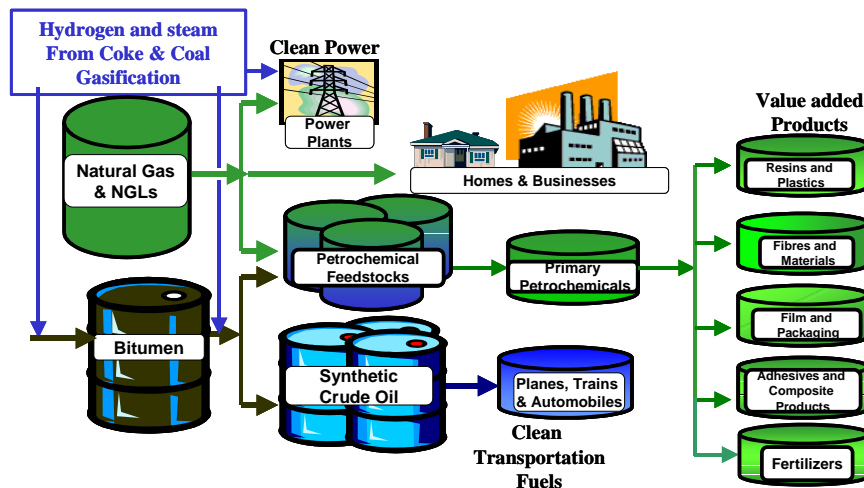 Hydrogen and steam
From Coke & Coal
Gasification
Clean Power
Power
Plants
Natural Gas
& NGLs
Homes & Businesses
Value added
Products
Resins and
Plastics
Fibres and
Materials
Film and
Packaging
Adhesives and
Composite
Products
Fertilizers
Petrochemical
Feedstocks
Primary
Petrochemicals
Bitumen
Synthetic
Crude Oil
Planes, Trains
& Automobiles
Clean
Transportation
Fuels